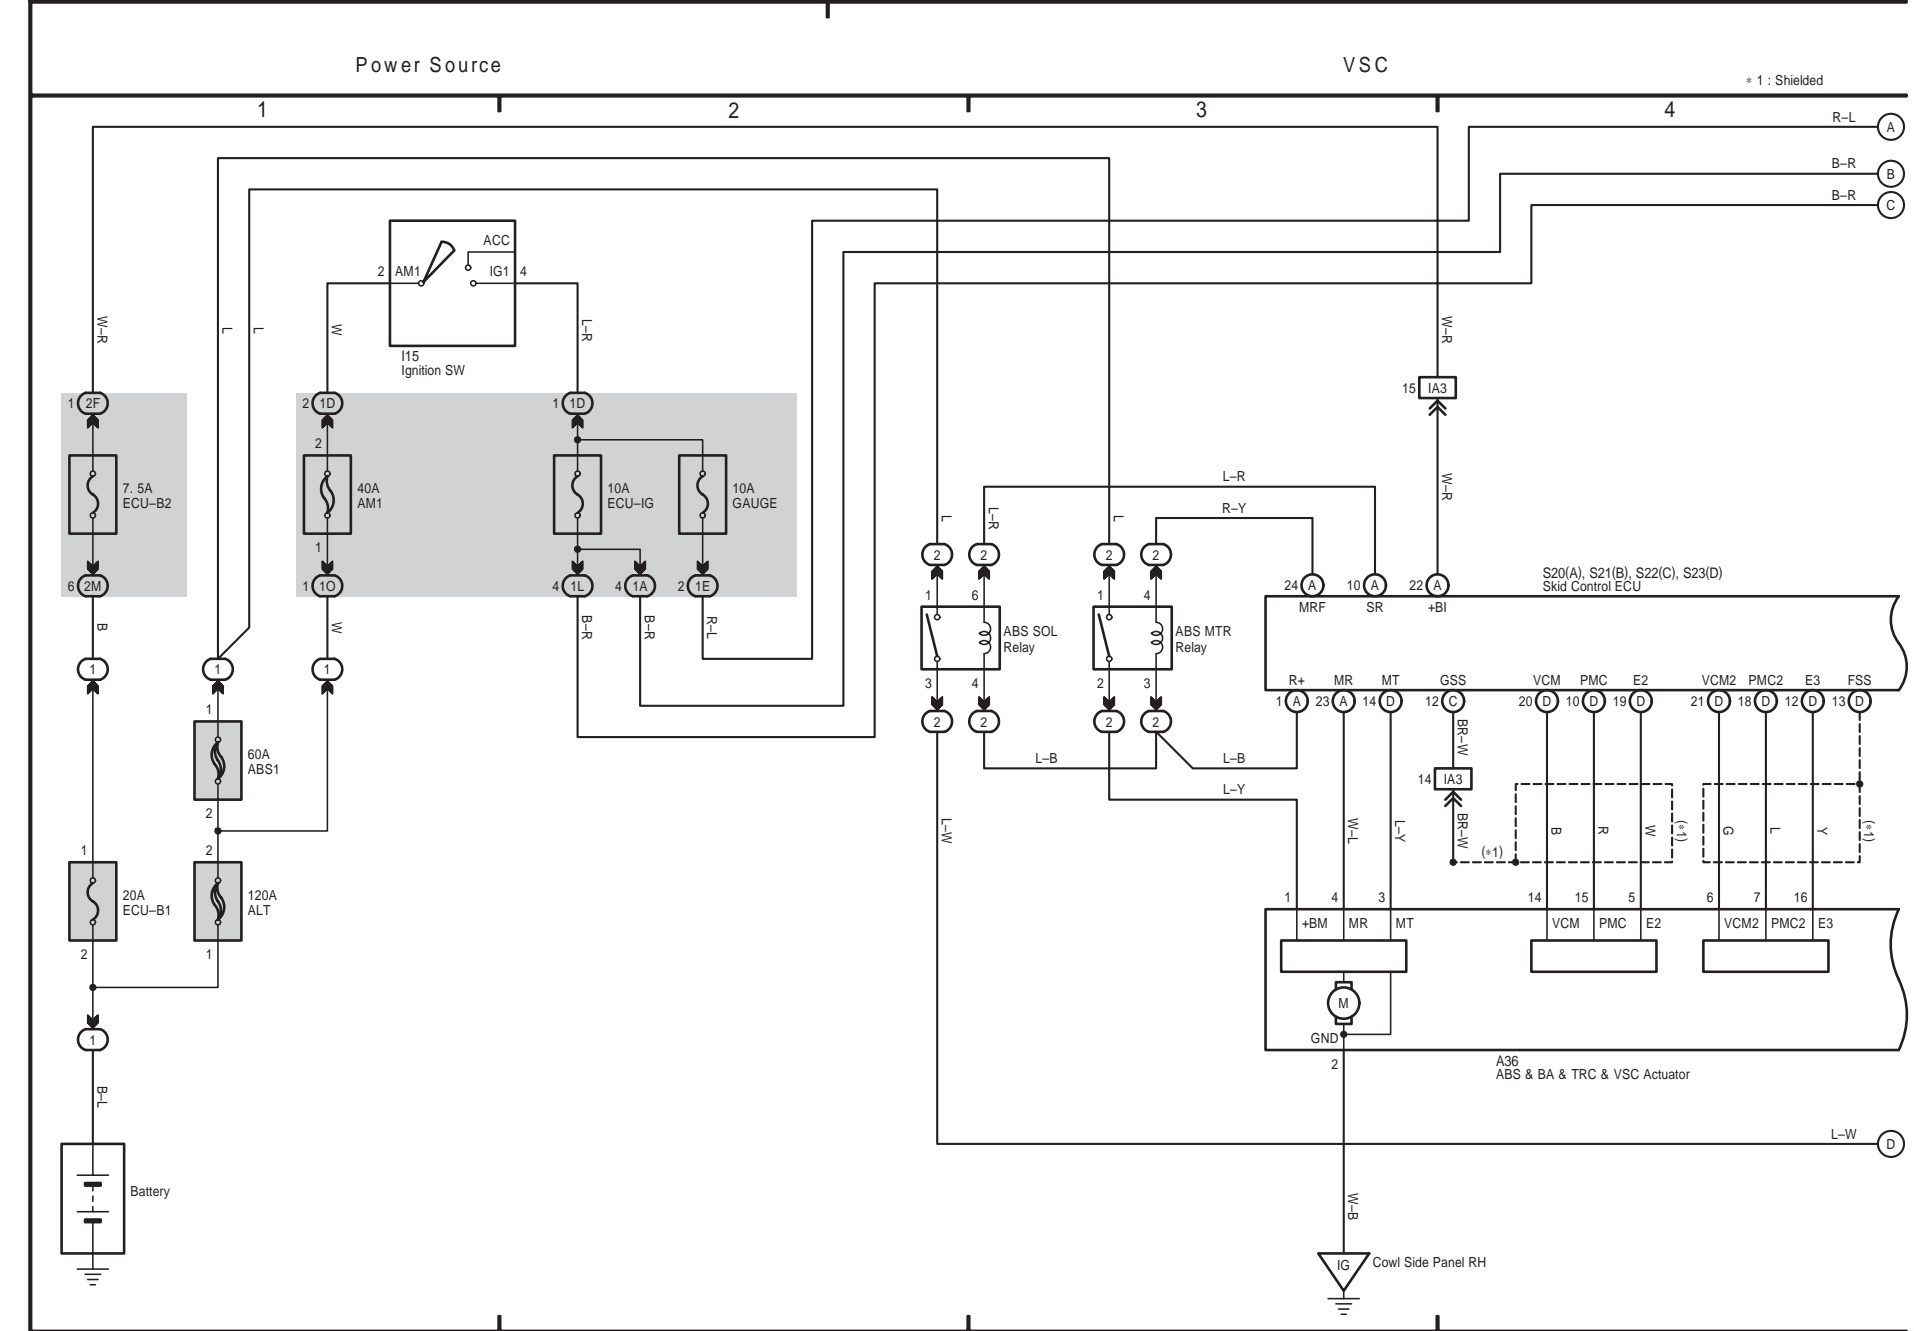 Power Source
VSC
∗ 1 : Shielded
1
2
3
4
R–L
A
B–R
B
B–R
C
ACC
2
AM1
IG1
4
W–R
L
L
W
L–R
W–R
I15
Ignition SW
15
IA3
1
2F
2
1D
1
1D
2
7. 5A
ECU–B2
40A
AM1
10A
ECU–IG
10A
GAUGE
L–R
W–R
R–Y
L
L–R
L
1
2
2
2
2
6
2M
1
1O
4
1L
4
1A
2
1E
24
A
10
A
22
A
S20(A), S21(B), S22(C), S23(D)
Skid Control ECU
MRF
SR
+BI
1
6
1
4
B
W
B–R
B–R
R–L
ABS SOL
Relay
ABS MTR
Relay
1
1
1
3
4
2
3
R+
MR
MT
GSS
VCM
PMC
E2
VCM2
PMC2
E3
FSS
1
A
23
A
14
D
12
C
20
D
10
D
19
D
21
D
18
D
12
D
13
D
2
2
2
2
1
60A
ABS1
2
L–B
L–B
L–Y
BR–W
14
IA3
L–W
W–L
L–Y
BR–W
B
R
W
(∗1)
G
L
Y
(∗1)
(∗1)
1
2
20A
ECU–B1
120A
ALT
2
1
1
4
3
14
15
5
6
7
16
+BM
MR
MT
VCM
PMC
E2
VCM2
PMC2
E3
M
GND
1
2
A36
ABS & BA & TRC & VSC Actuator
B–L
L–W
D
Battery
W–B
IG
Cowl Side Panel RH